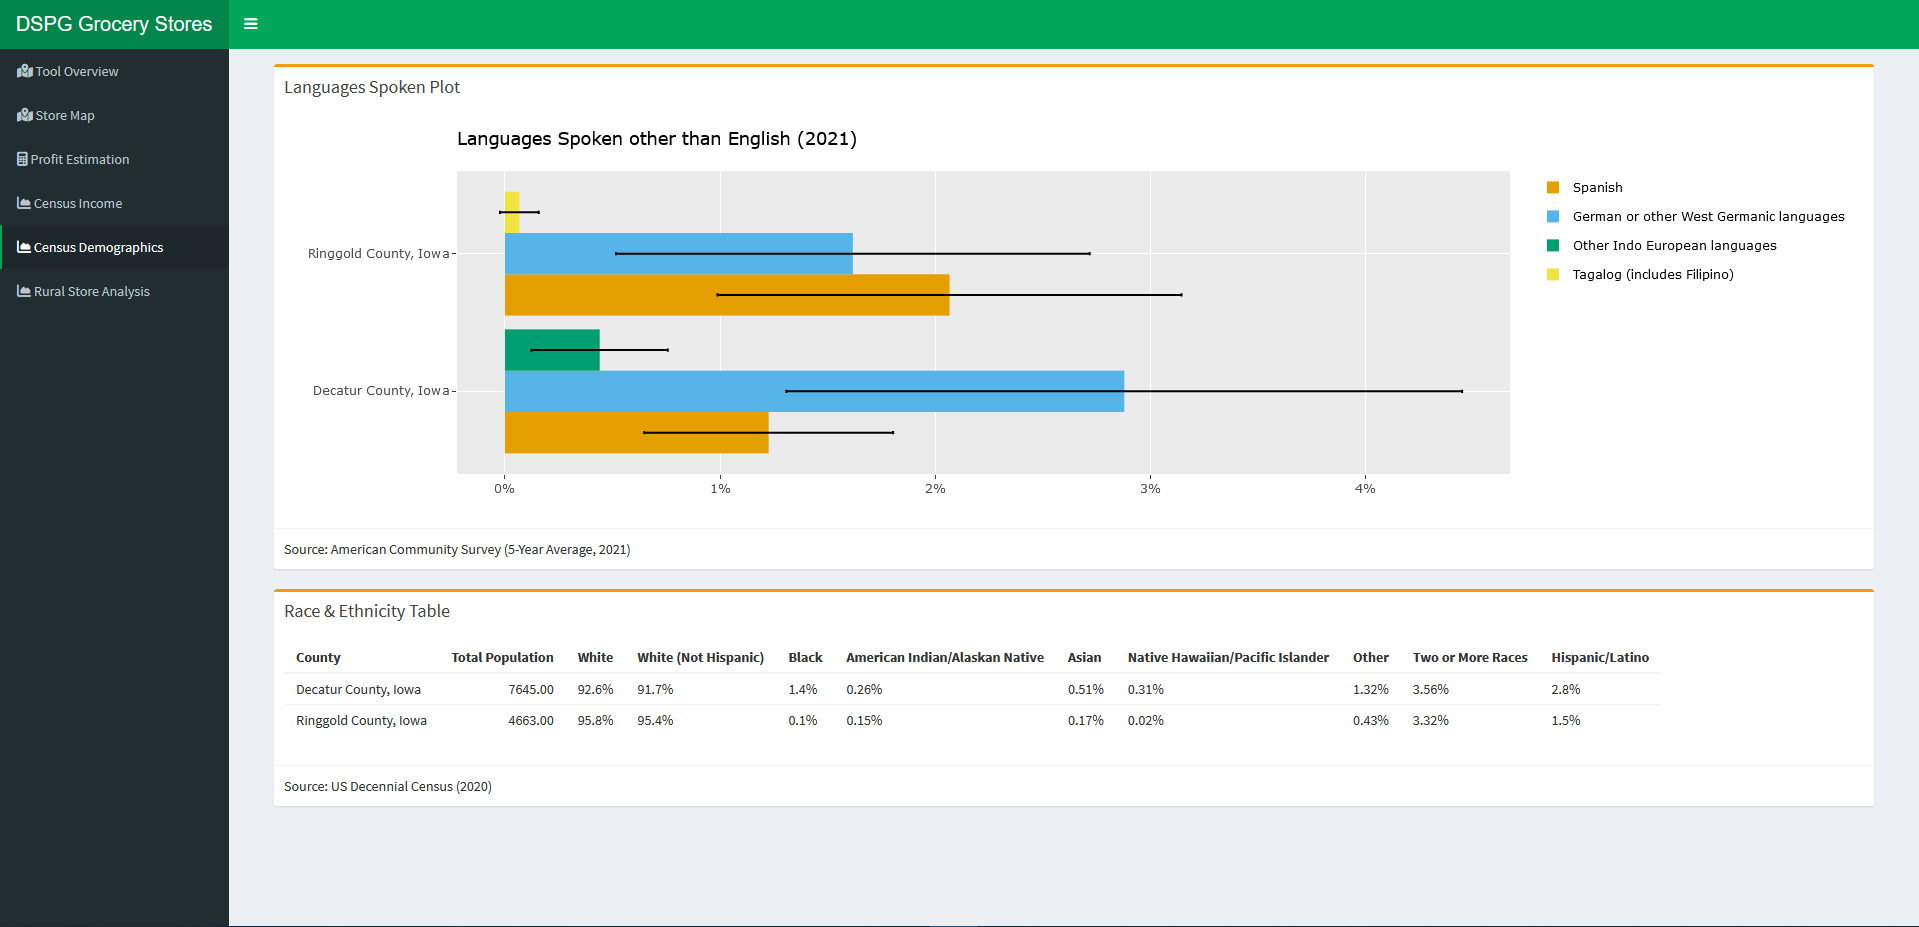 DSPG Grocery Stores
Tool Overview
Store Map
Profit Estimation
Census Income
Census Demographics
Rural Store Analysis
Languages Spoken Plot
Languages Spoken other than English (2021)
Spanish
German or other West Germanic languages
Other Indo European languages
Tagalog (includes Filipino)
Ringgold County, Iowa
Decatur County, Iowa
0% 1% 2% 3% 4%
Source: American Community Survey (5-Year Average, 2021)
Race & Ethnicity Table
County Total Population White White (Not Hispanic) Black American Indian/Alaskan Native Asian Native Hawaiian/Pacific Islander Other Two or More Races Hispanic/Latino
Decatur County, Iowa 7645.00 92.6% 91.7% 1.4% 0.26% 0.51% 0.31% 1.32% 3.56% 2.8%
Ringgold County, Iowa 4663.00 95.8% 95.4% 0.1% 0.15% 0.17% 0.02% 0.43% 3.32% 1.5%
Source: US Decennial Census (2020)